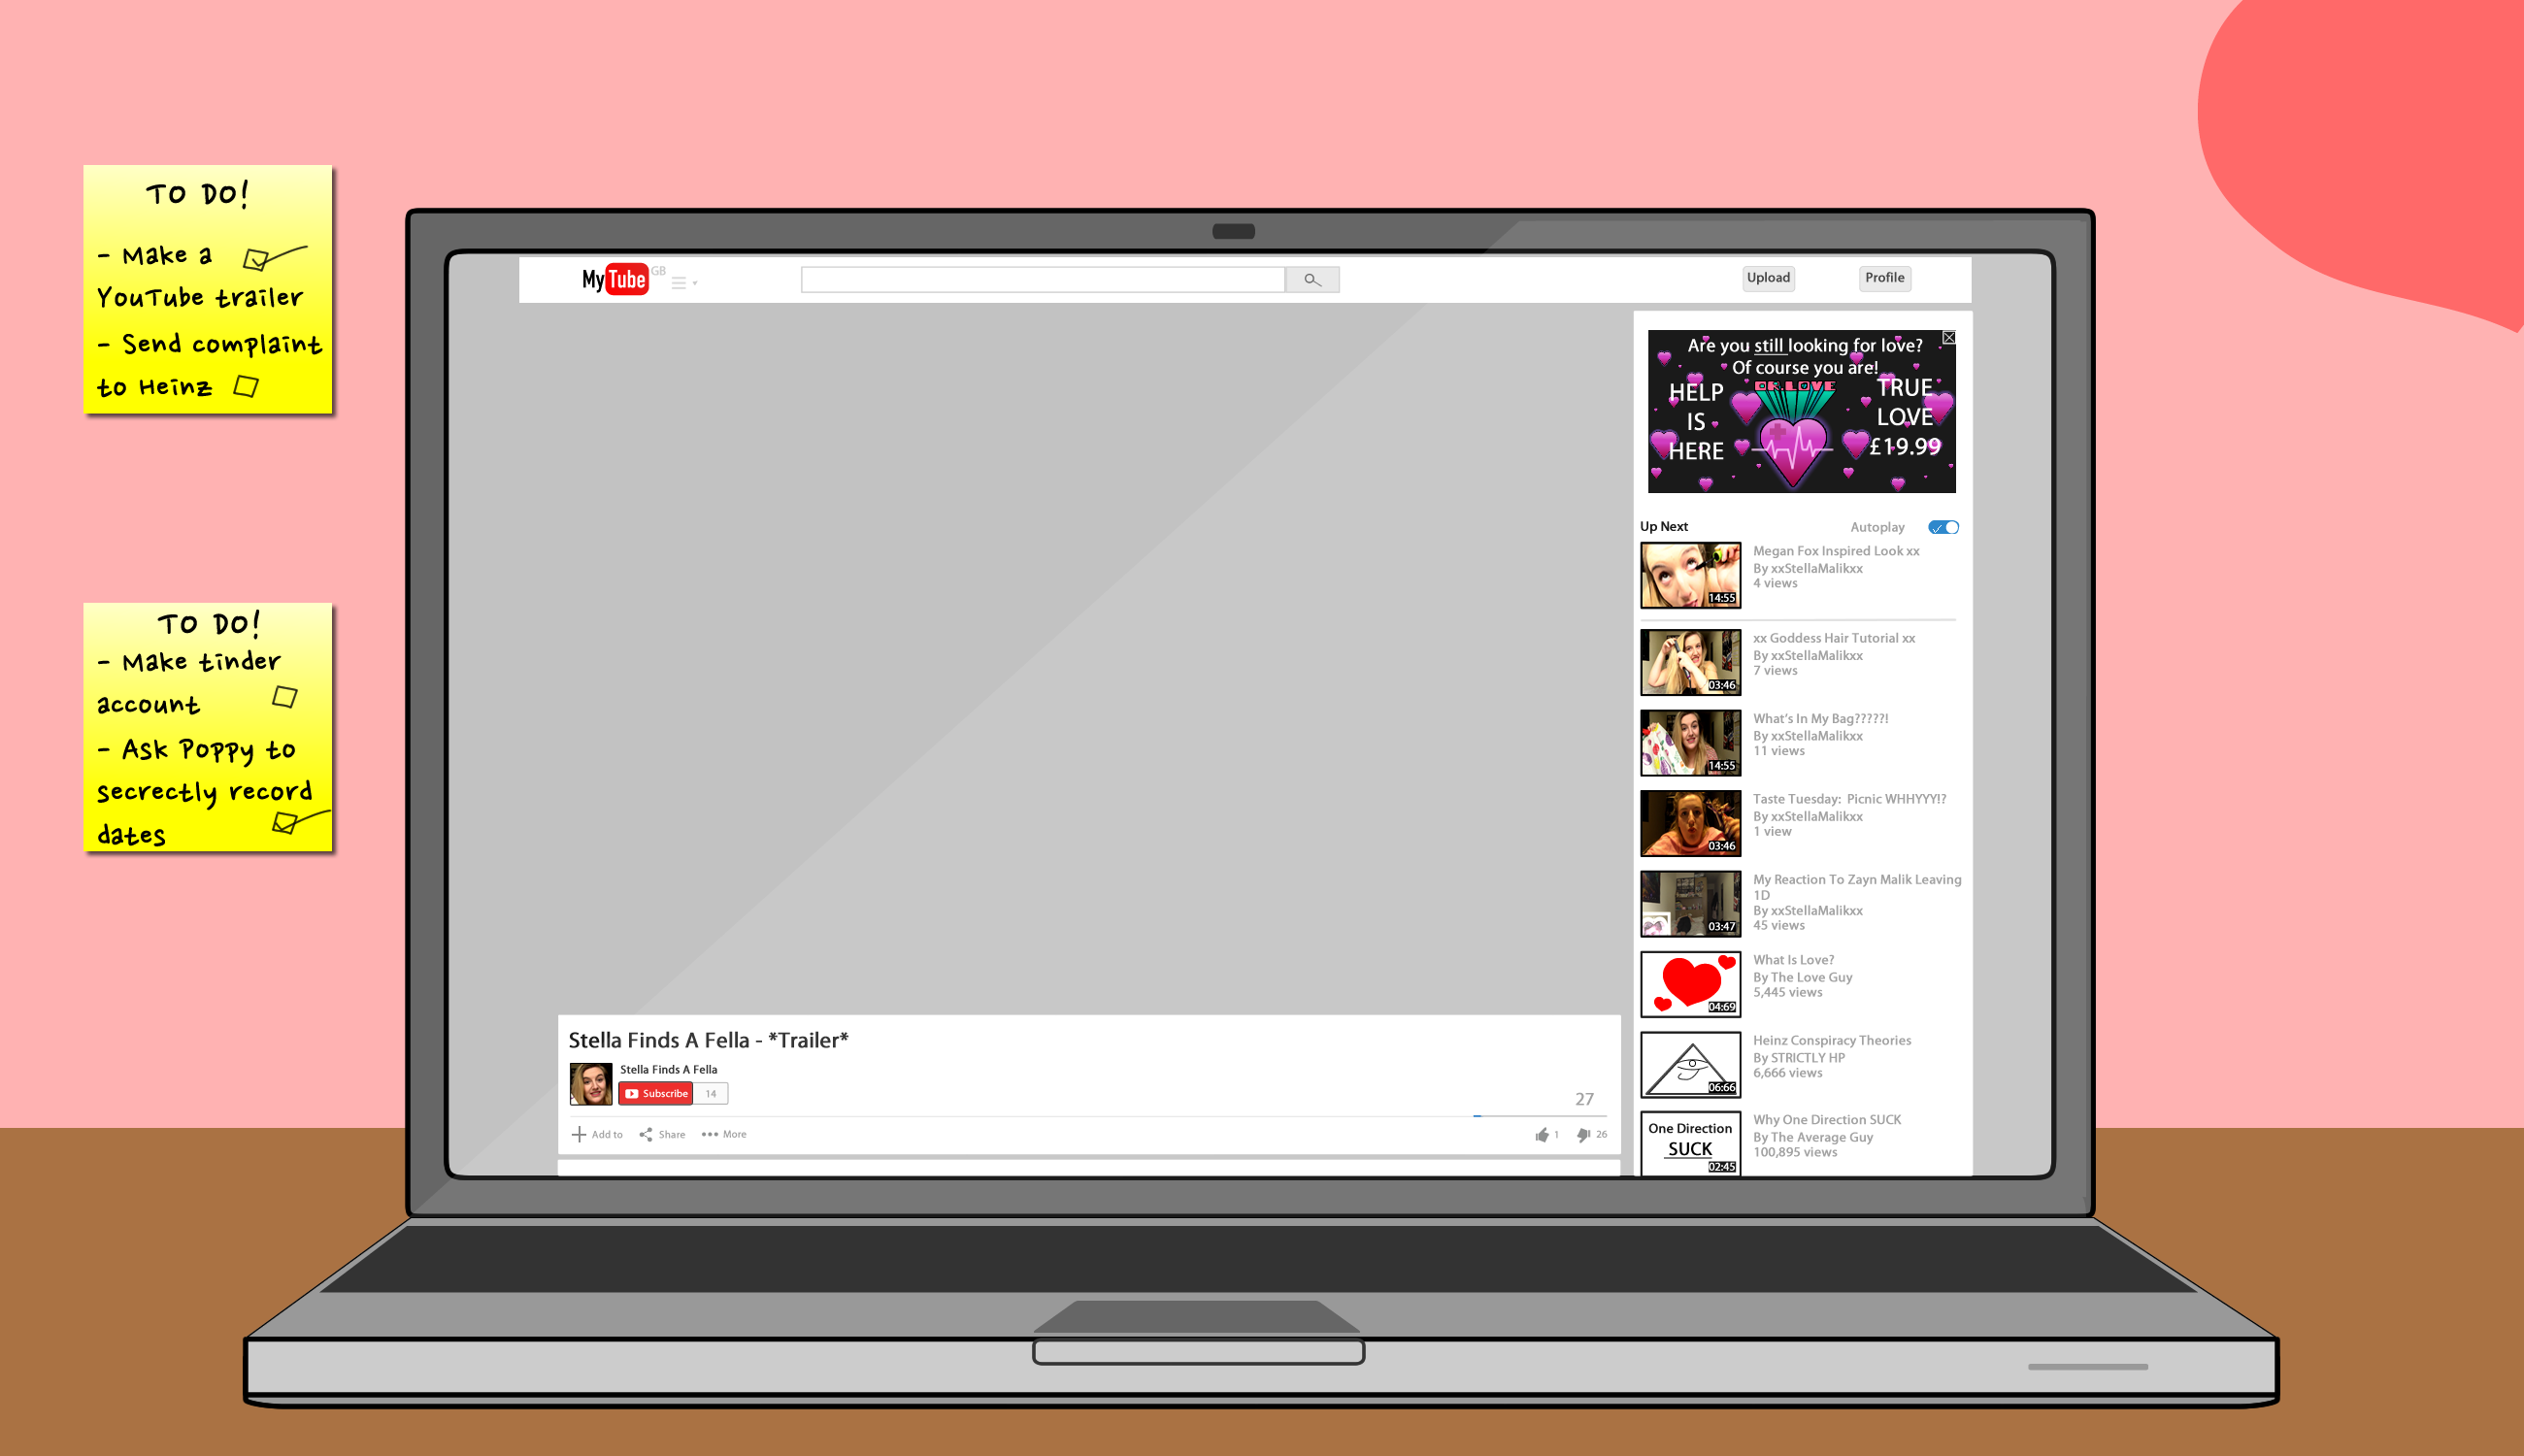 TO DO!
- Make a
YouTube trailer
- Send complaint
to Heinz
TO DO!
- Make tinder
account
- Ask Poppy to
secrectly record
dates
MyTube GB
Upload
Profile
Are you still looking for love?
Of course you are!
HELP
IS
HERE
DR.LOVE
TRUE
LOVE
£19.99
Up Next
Autoplay
14:55
Megan Fox Inspired Look xx
By xxStellaMalikxx
4 views
03:46
xx Goddess Hair Tutorial xx
By xxStellaMalikxx
7 views
14:55
What's In My Bag?????!
By xxStellaMalikxx
11 views
03:46
Taste Tuesday: Picnic WHHYYY!?
By xxStellaMalikxx
1 view
03:47
My Reaction To Zayn Malik Leaving
1D
By xxStellaMalikxx
45 views
04:69
What Is Love?
By The Love Guy
5,445 views
06:66
Heinz Conspiracy Theories
By STRICTLY HP
6,666 views
One Direction
SUCK
02:45
Why One Direction SUCK
By The Average Guy
100,895 views
Stella Finds A Fella - *Trailer*
Stella Finds A Fella
Subscribe 14
27
Add to Share More
1 26